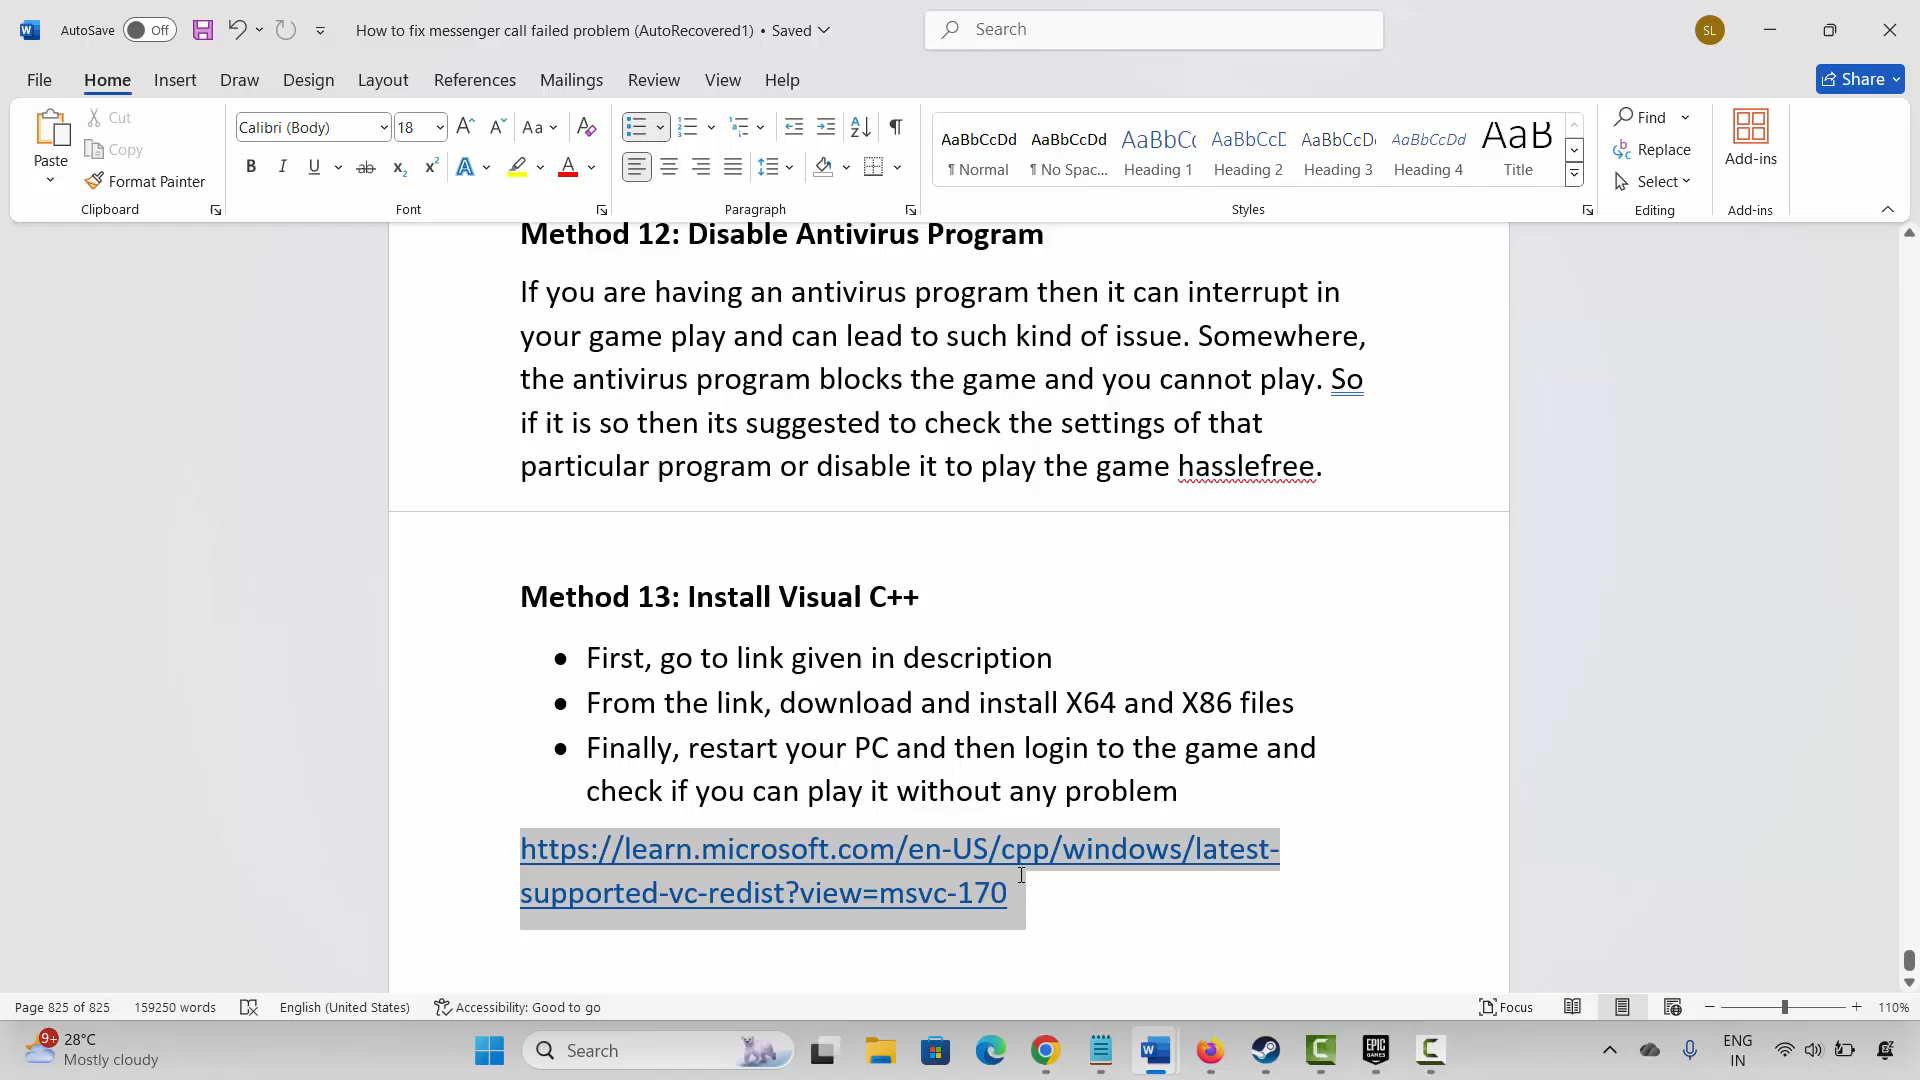 AutoSave Off How to fix messenger call failed problem (AutoRecovered1) • Saved Search SL
File Home Insert Draw Design Layout References Mailings Review View Help Share
Paste Cut Copy Format Painter
Calibri (Body) 18 Aa
B I U ab x₂ x² A A
AaBbCcDd AaBbCcDd AaBbCc AaBbCcD AaBbCcDc AaBbCcDd AaB
¶ Normal ¶ No Spac... Heading 1 Heading 2 Heading 3 Heading 4 Title
Find
Replace
Select
Add-ins
Clipboard Font Paragraph Styles Editing Add-ins
Method 12: Disable Antivirus Program
If you are having an antivirus program then it can interrupt in
your game play and can lead to such kind of issue. Somewhere,
the antivirus program blocks the game and you cannot play. So
if it is so then its suggested to check the settings of that
particular program or disable it to play the game hasslefree.
Method 13: Install Visual C++
• First, go to link given in description
• From the link, download and install X64 and X86 files
• Finally, restart your PC and then login to the game and
check if you can play it without any problem
https://learn.microsoft.com/en-US/cpp/windows/latest-
supported-vc-redist?view=msvc-170
Page 825 of 825 159250 words English (United States) Accessibility: Good to go Focus 110%
9+ 28°C
Mostly cloudy
Search
EPIC GAMES
ENG
IN